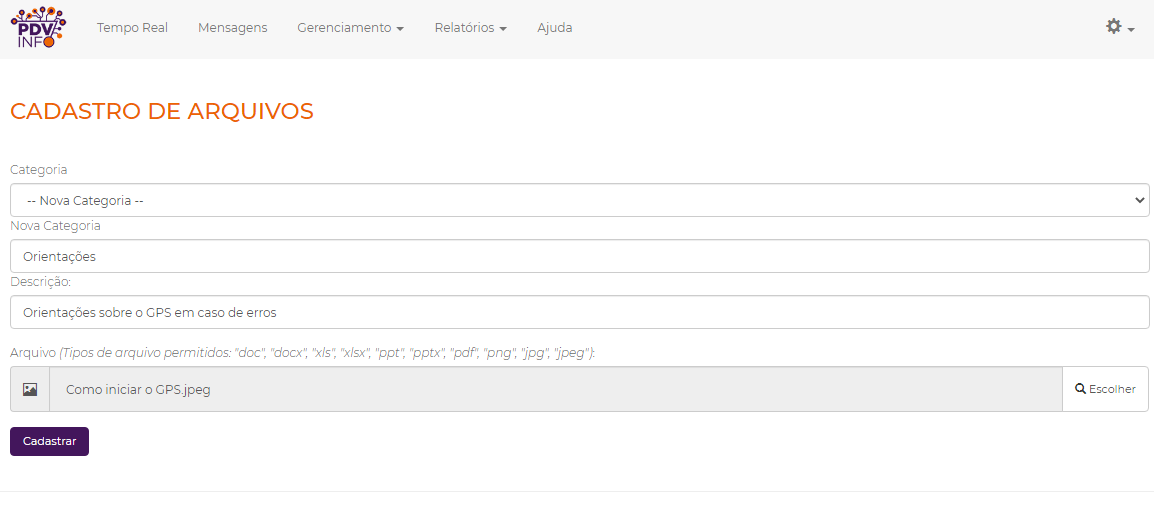 PDV
INFO
Tempo Real Mensagens Gerenciamento Relatórios Ajuda
CADASTRO DE ARQUIVOS
Categoria
-- Nova Categoria --
Nova Categoria
Orientações
Descrição:
Orientações sobre o GPS em caso de erros
Arquivo (Tipos de arquivo permitidos: "doc", "docx", "xls", "xlsx", "ppt", "pptx", "pdf", "png", "jpg", "jpeg"):
Como iniciar o GPS.jpeg Escolher
Cadastrar